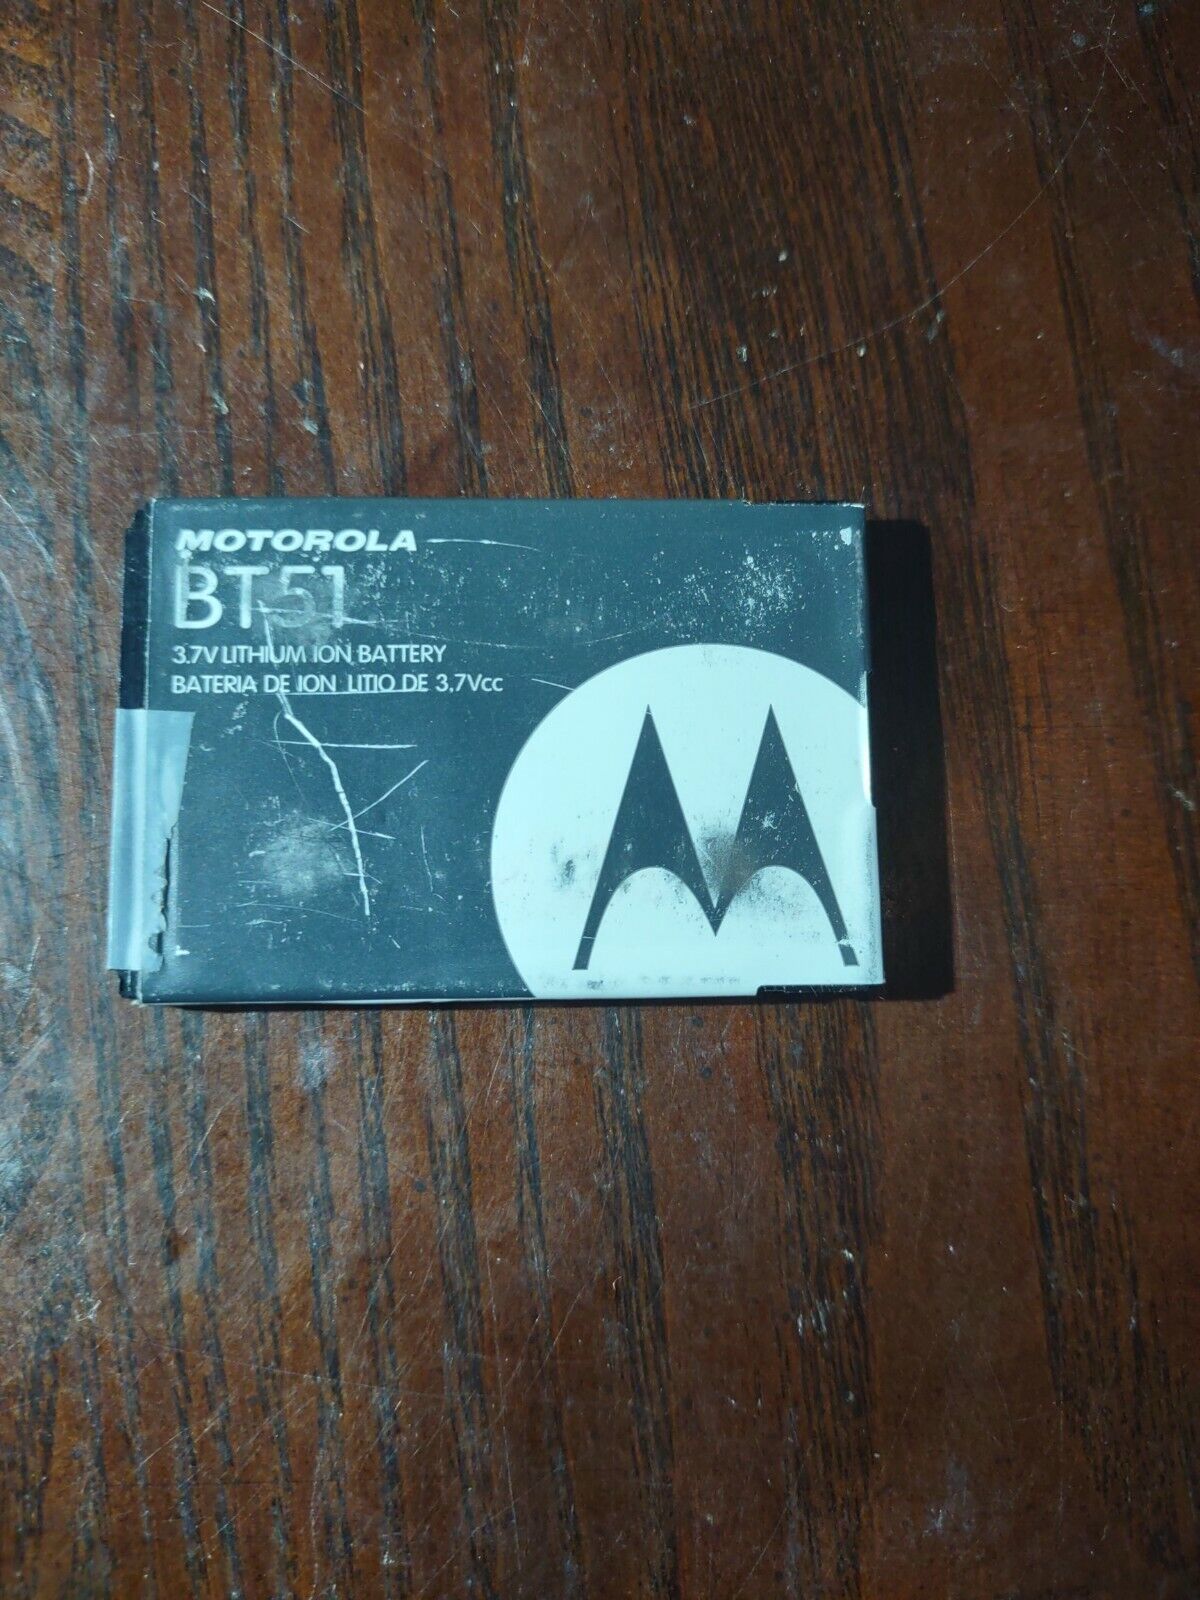 MOTOROLA
BT51
3.7V LITHIUM ION BATTERY
BATERIA DE ION LITIO DE 3,7Vcc